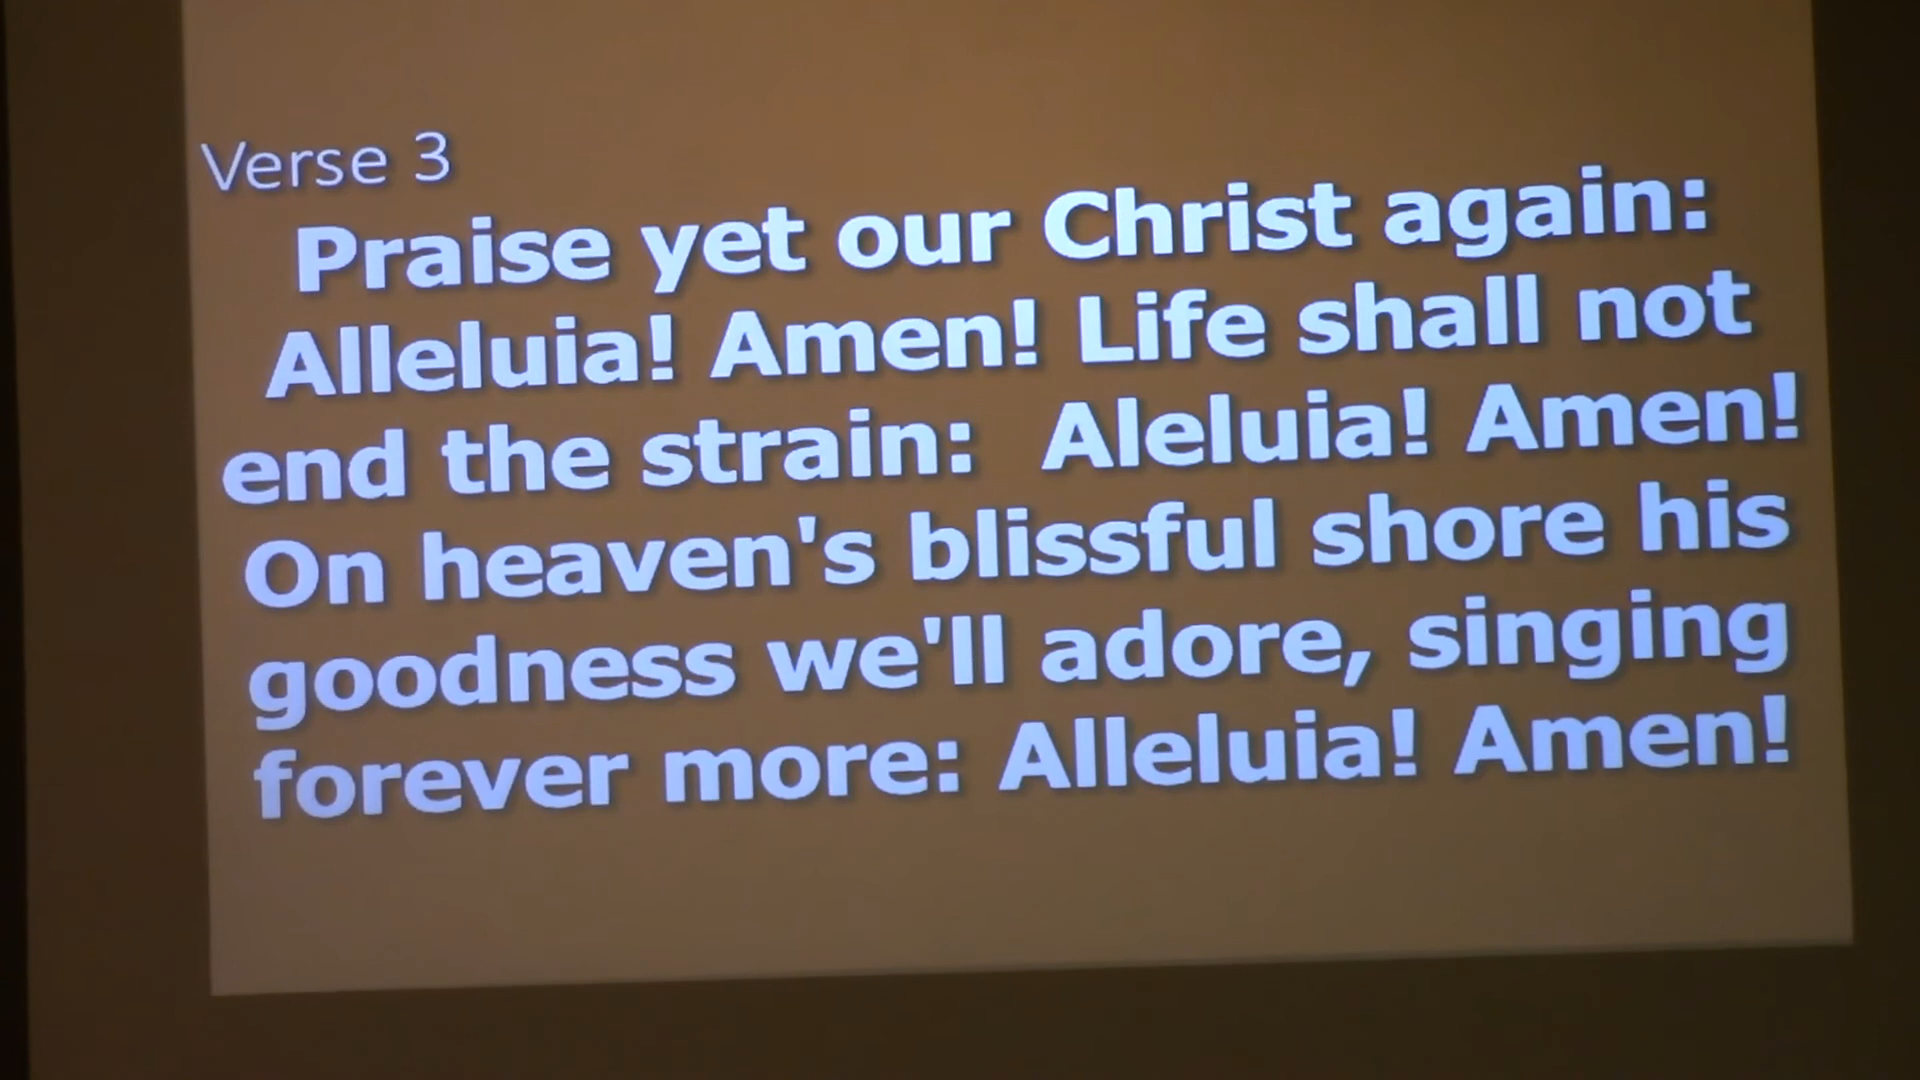 Verse 3
Praise yet our Christ again:
Alleluia! Amen! Life shall not
end the strain: Aleluia! Amen!
On heaven's blissful shore his
goodness we'll adore, singing
forever more: Alleluia! Amen!